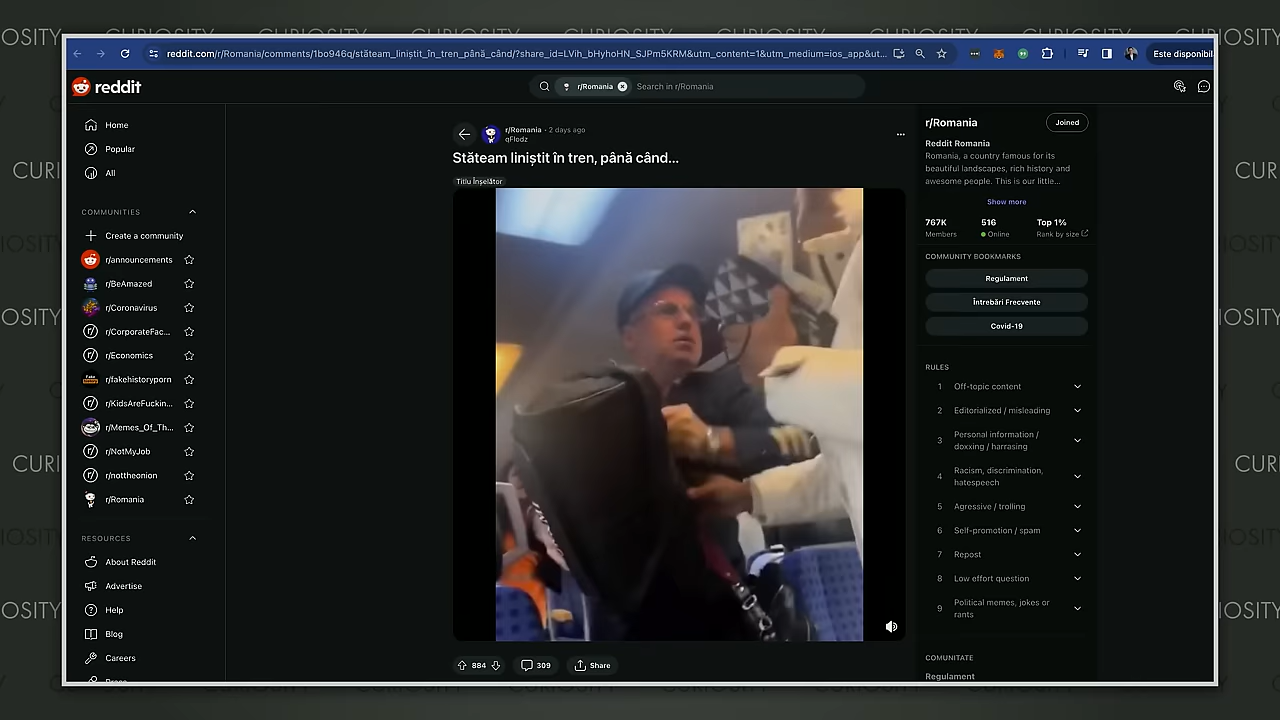 CURIOSITY CURIOSITY CURIOSITY CURIOSITY
reddit.com/r/Romania/comments/1bo946q/stăteam_liniștit_în_tren_până_când/?share_id=LVih_bHyhoHN_SJPm5KRM&utm_content=1&utm_medium=ios_app&ut...
Este disponibil
reddit
r/Romania
Search in r/Romania
Home
Popular
All
COMMUNITIES
Create a community
r/announcements
r/BeAmazed
r/Coronavirus
r/CorporateFac...
r/Economics
r/fakehistoryporn
r/KidsAreFuckin...
r/Memes_Of_Th...
r/NotMyJob
r/nottheonion
r/Romania
RESOURCES
About Reddit
Advertise
Help
Blog
Careers
r/Romania · 2 days ago
qFlodz
Stăteam liniștit în tren, până când...
Titlu Înșelător
884
309
Share
r/Romania
Joined
Reddit Romania
Romania, a country famous for its
beautiful landscapes, rich history and
awesome people. This is our little...
Show more
767K 516 Top 1%
Members Online Rank by size
COMMUNITY BOOKMARKS
Regulament
Întrebări Frecvente
Covid-19
RULES
1 Off-topic content
2 Editorialized / misleading
3 Personal information /
doxxing / harrasing
4 Racism, discrimination,
hatespeech
5 Agressive / trolling
6 Self-promotion / spam
7 Repost
8 Low effort question
9 Political memes, jokes or
rants
COMUNITATE
Regulament